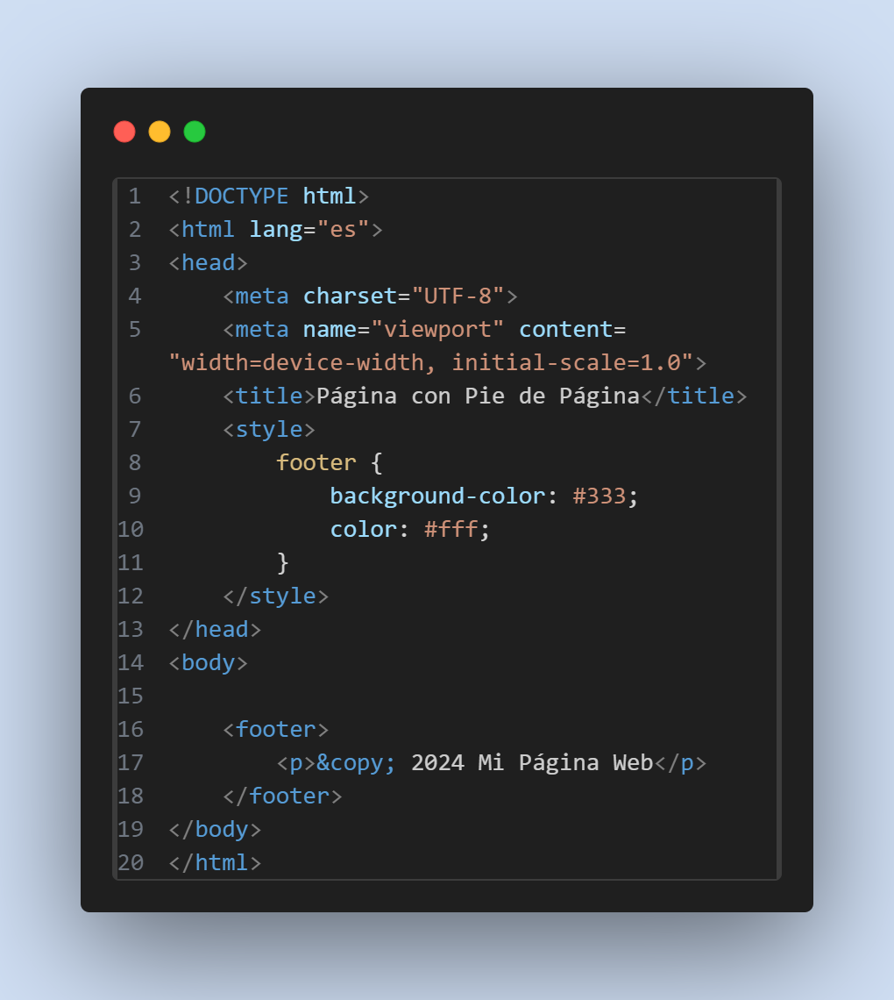 1 <!DOCTYPE html>
2 <html lang="es">
3 <head>
4     <meta charset="UTF-8">
5     <meta name="viewport" content=
"width=device-width, initial-scale=1.0">
6     <title>Página con Pie de Página</title>
7     <style>
8         footer {
9             background-color: #333;
10             color: #fff;
11         }
12     </style>
13 </head>
14 <body>
15
16     <footer>
17         <p>&copy; 2024 Mi Página Web</p>
18     </footer>
19 </body>
20 </html>